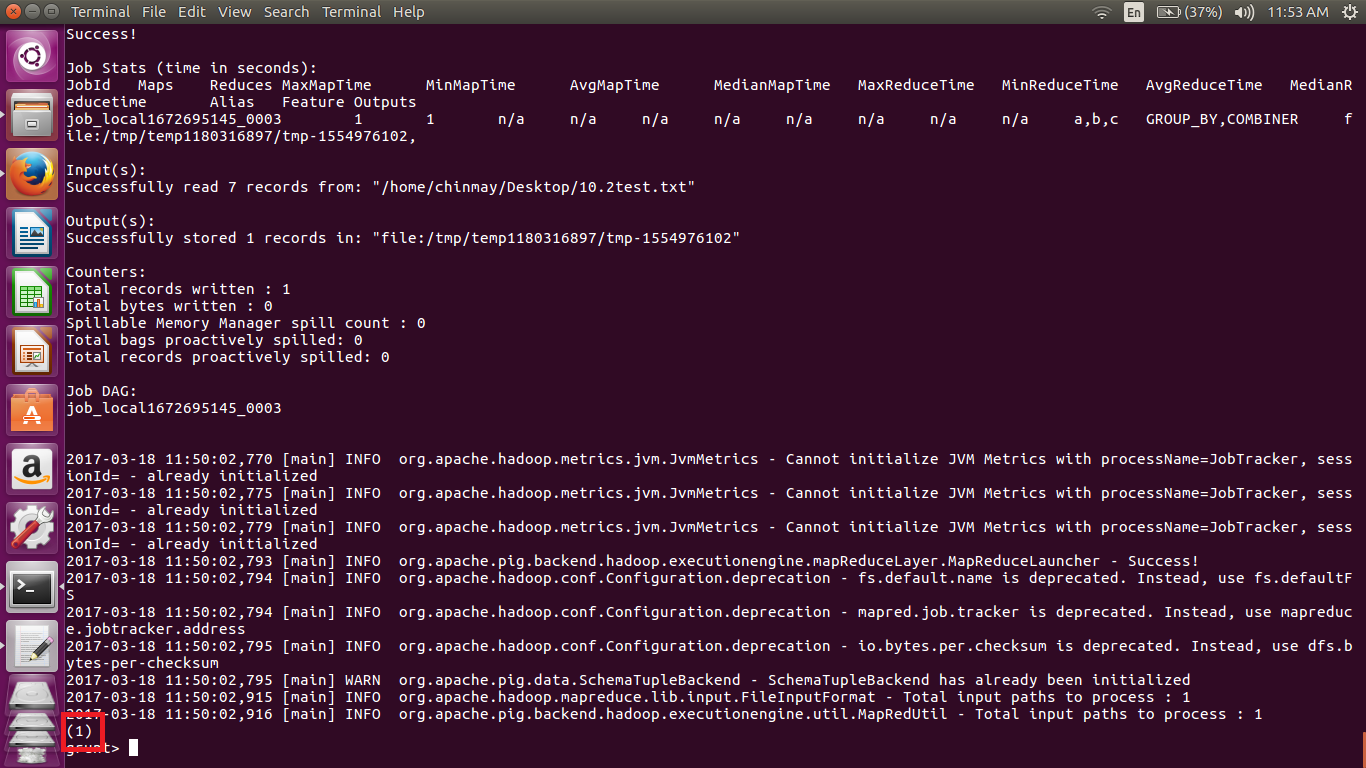 Terminal File Edit View Search Terminal Help En (37%) 11:53 AM
Success!
Job Stats (time in seconds):
JobId Maps Reduces MaxMapTime MinMapTime AvgMapTime MedianMapTime MaxReduceTime MinReduceTime AvgReduceTime MedianR
educetime Alias Feature Outputs
job_local1672695145_0003 1 1 n/a n/a n/a n/a n/a n/a n/a n/a a,b,c GROUP_BY,COMBINER f
ile:/tmp/temp1180316897/tmp-1554976102,
Input(s):
Successfully read 7 records from: "/home/chinmay/Desktop/10.2test.txt"
Output(s):
Successfully stored 1 records in: "file:/tmp/temp1180316897/tmp-1554976102"
Counters:
Total records written : 1
Total bytes written : 0
Spillable Memory Manager spill count : 0
Total bags proactively spilled: 0
Total records proactively spilled: 0
Job DAG:
job_local1672695145_0003
2017-03-18 11:50:02,770 [main] INFO org.apache.hadoop.metrics.jvm.JvmMetrics - Cannot initialize JVM Metrics with processName=JobTracker, sess
ionId= - already initialized
2017-03-18 11:50:02,775 [main] INFO org.apache.hadoop.metrics.jvm.JvmMetrics - Cannot initialize JVM Metrics with processName=JobTracker, sess
ionId= - already initialized
2017-03-18 11:50:02,779 [main] INFO org.apache.hadoop.metrics.jvm.JvmMetrics - Cannot initialize JVM Metrics with processName=JobTracker, sess
ionId= - already initialized
2017-03-18 11:50:02,793 [main] INFO org.apache.pig.backend.hadoop.executionengine.mapReduceLayer.MapReduceLauncher - Success!
2017-03-18 11:50:02,794 [main] INFO org.apache.hadoop.conf.Configuration.deprecation - fs.default.name is deprecated. Instead, use fs.defaultF
S
2017-03-18 11:50:02,794 [main] INFO org.apache.hadoop.conf.Configuration.deprecation - mapred.job.tracker is deprecated. Instead, use mapreduc
e.jobtracker.address
2017-03-18 11:50:02,795 [main] INFO org.apache.hadoop.conf.Configuration.deprecation - io.bytes.per.checksum is deprecated. Instead, use dfs.b
ytes-per-checksum
2017-03-18 11:50:02,795 [main] WARN org.apache.pig.data.SchemaTupleBackend - SchemaTupleBackend has already been initialized
2017-03-18 11:50:02,915 [main] INFO org.apache.hadoop.mapreduce.lib.input.FileInputFormat - Total input paths to process : 1
2017-03-18 11:50:02,916 [main] INFO org.apache.pig.backend.hadoop.executionengine.util.MapRedUtil - Total input paths to process : 1
(1)
grunt>